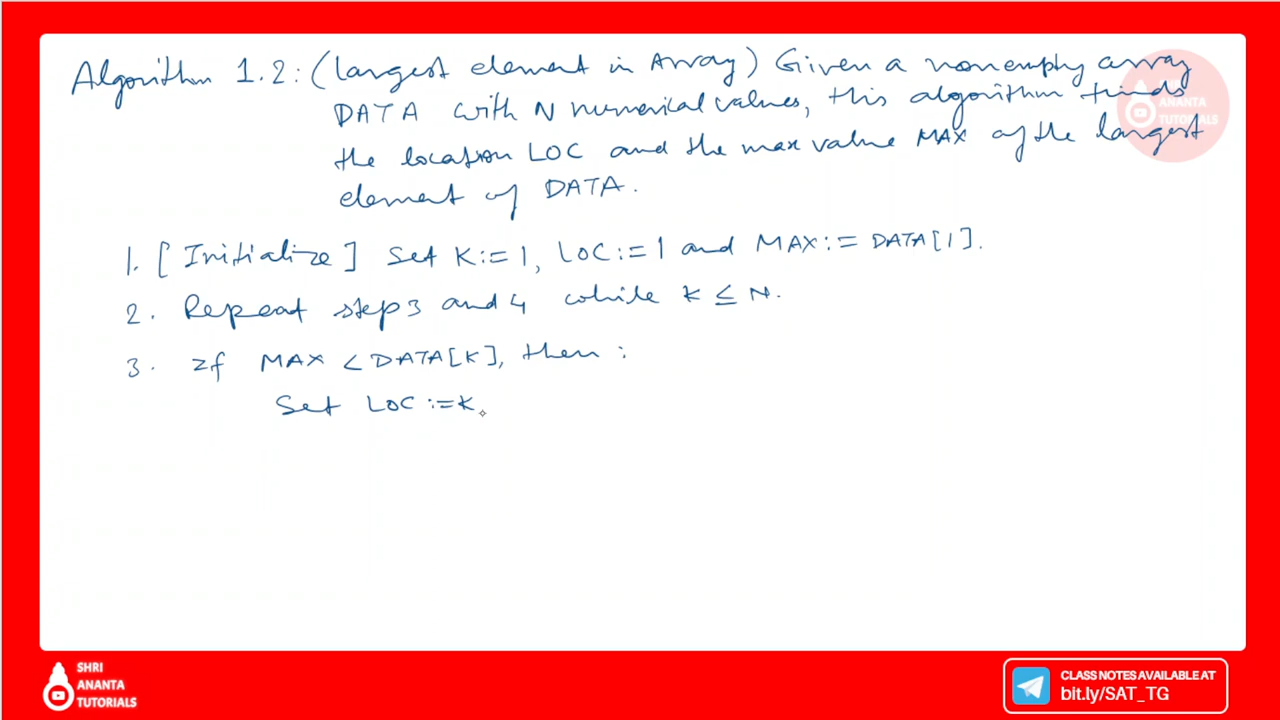 Algorithm 1.2: (largest element in Array) Given a nonempty array
DATA with N numerical values, this algorithm finds
the location LOC and the max value MAX of the largest
element of DATA.
1. [Initialize] Set K:=1, LOC:=1 and MAX:= DATA[1].
2. Repeat step 3 and 4 while K ≤ N.
3. If MAX < DATA[K], then :
Set LOC :=K
ANANTA
TUTORIALS
SHRI
ANANTA
TUTORIALS
CLASS NOTES AVAILABLE AT
bit.ly/SAT_TG